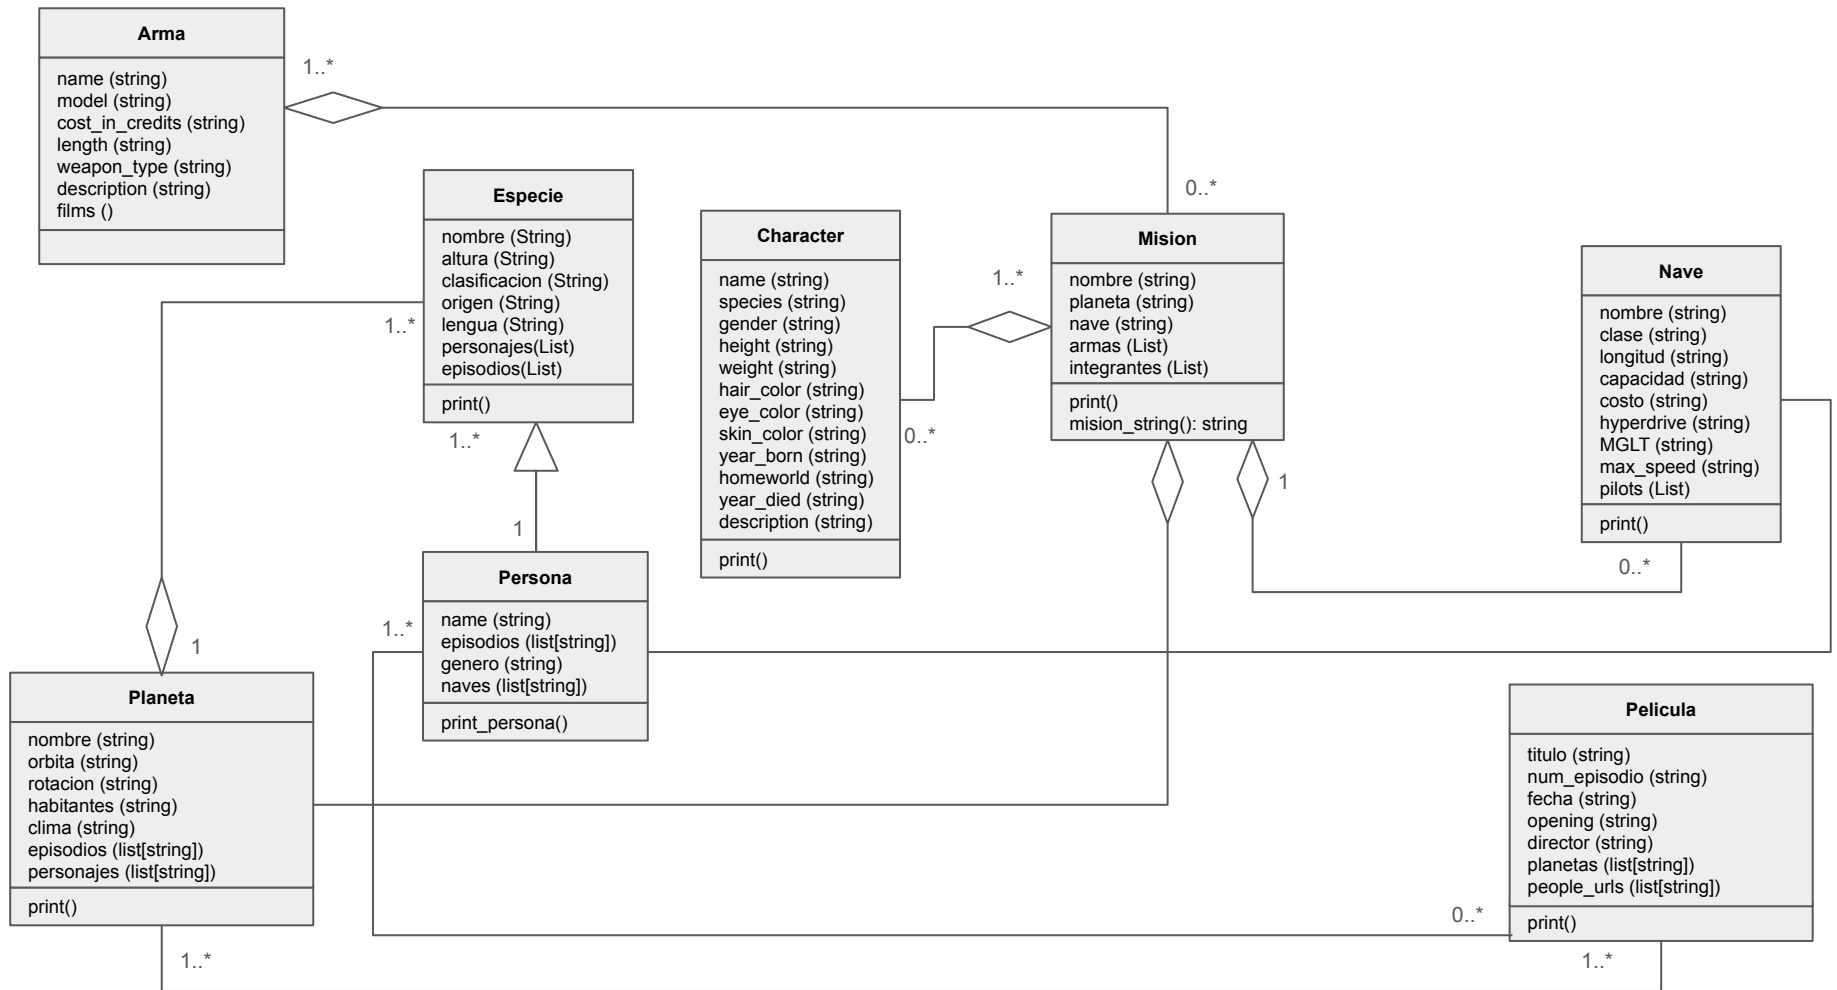 Arma
name (string)
model (string)
cost_in_credits (string)
length (string)
weapon_type (string)
description (string)
films ()
1..*
0..*
Especie
nombre (String)
altura (String)
clasificacion (String)
origen (String)
lengua (String)
personajes(List)
episodios(List)
print()
1..*
1..*
1
Character
name (string)
species (string)
gender (string)
height (string)
weight (string)
hair_color (string)
eye_color (string)
skin_color (string)
year_born (string)
homeworld (string)
year_died (string)
description (string)
print()
1..*
0..*
Mision
nombre (string)
planeta (string)
nave (string)
armas (List)
integrantes (List)
print()
mision_string(): string
1
Nave
nombre (string)
clase (string)
longitud (string)
capacidad (string)
costo (string)
hyperdrive (string)
MGLT (string)
max_speed (string)
pilots (List)
print()
0..*
Persona
name (string)
episodios (list[string])
genero (string)
naves (list[string])
print_persona()
1..*
1
Planeta
nombre (string)
orbita (string)
rotacion (string)
habitantes (string)
clima (string)
episodios (list[string])
personajes (list[string])
print()
1..*
Pelicula
titulo (string)
num_episodio (string)
fecha (string)
opening (string)
director (string)
planetas (list[string])
people_urls (list[string])
print()
0..*
1..*